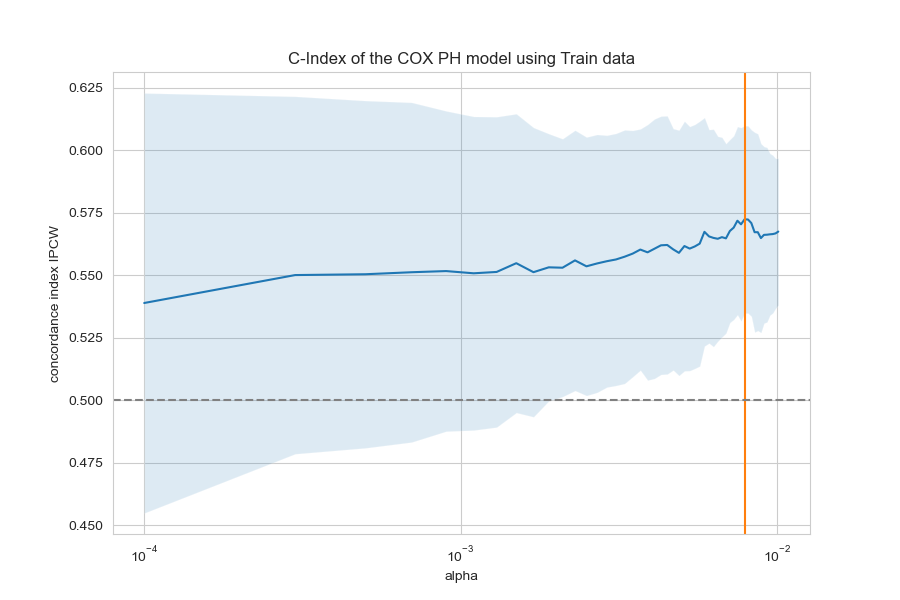 C-Index of the COX PH model using Train data
concordance index IPCW
0.625
0.600
0.575
0.550
0.525
0.500
0.475
0.450
10⁻⁴ 10⁻³ 10⁻²
alpha